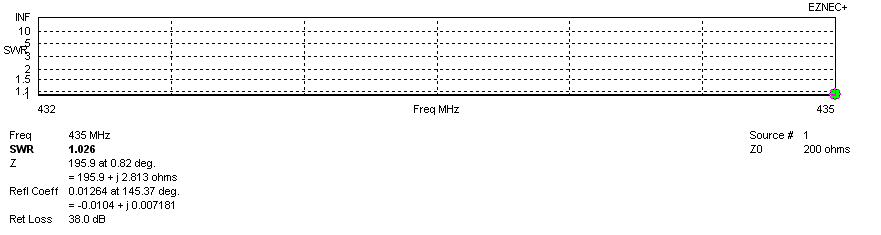 EZNEC+
INF
10
5
SWR
3
2
1.5
1.1
1
432 Freq MHz 435
Freq 435 MHz Source # 1
SWR 1.026 Z0 200 ohms
Z 195.9 at 0.82 deg.
= 195.9 + j 2.813 ohms
Refl Coeff 0.01264 at 145.37 deg.
= -0.0104 + j 0.007181
Ret Loss 38.0 dB